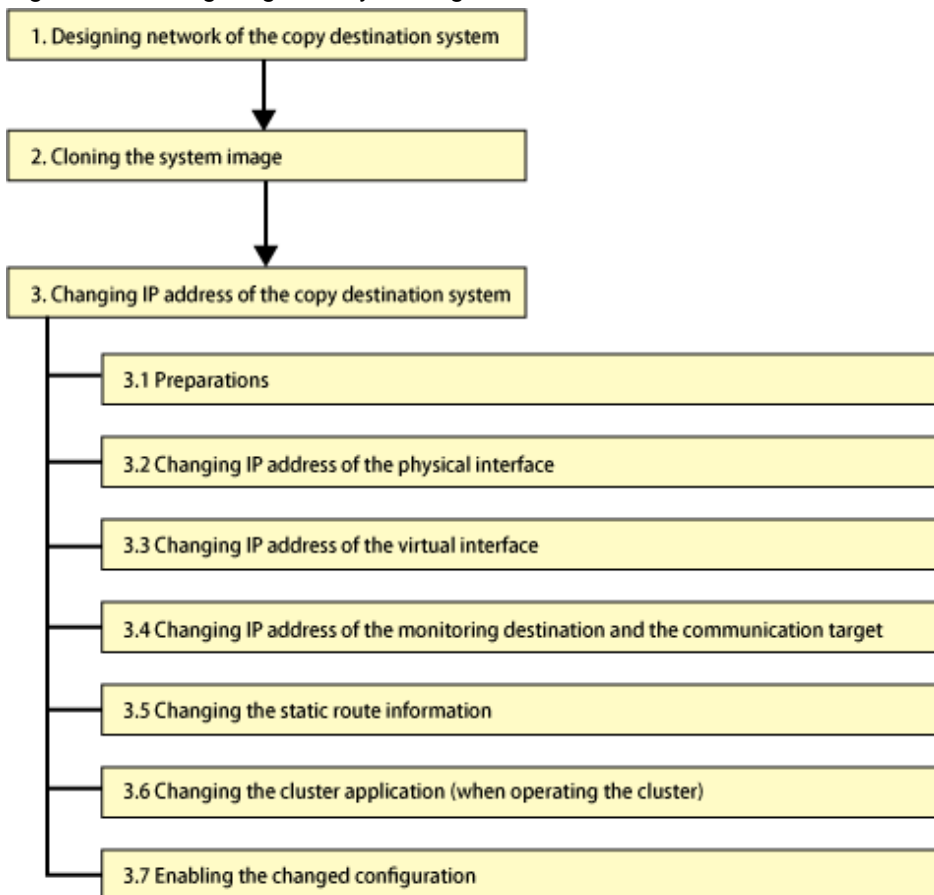 1. Designing network of the copy destination system
2. Cloning the system image
3. Changing IP address of the copy destination system
3.1 Preparations
3.2 Changing IP address of the physical interface
3.3 Changing IP address of the virtual interface
3.4 Changing IP address of the monitoring destination and the communication target
3.5 Changing the static route information
3.6 Changing the cluster application (when operating the cluster)
3.7 Enabling the changed configuration